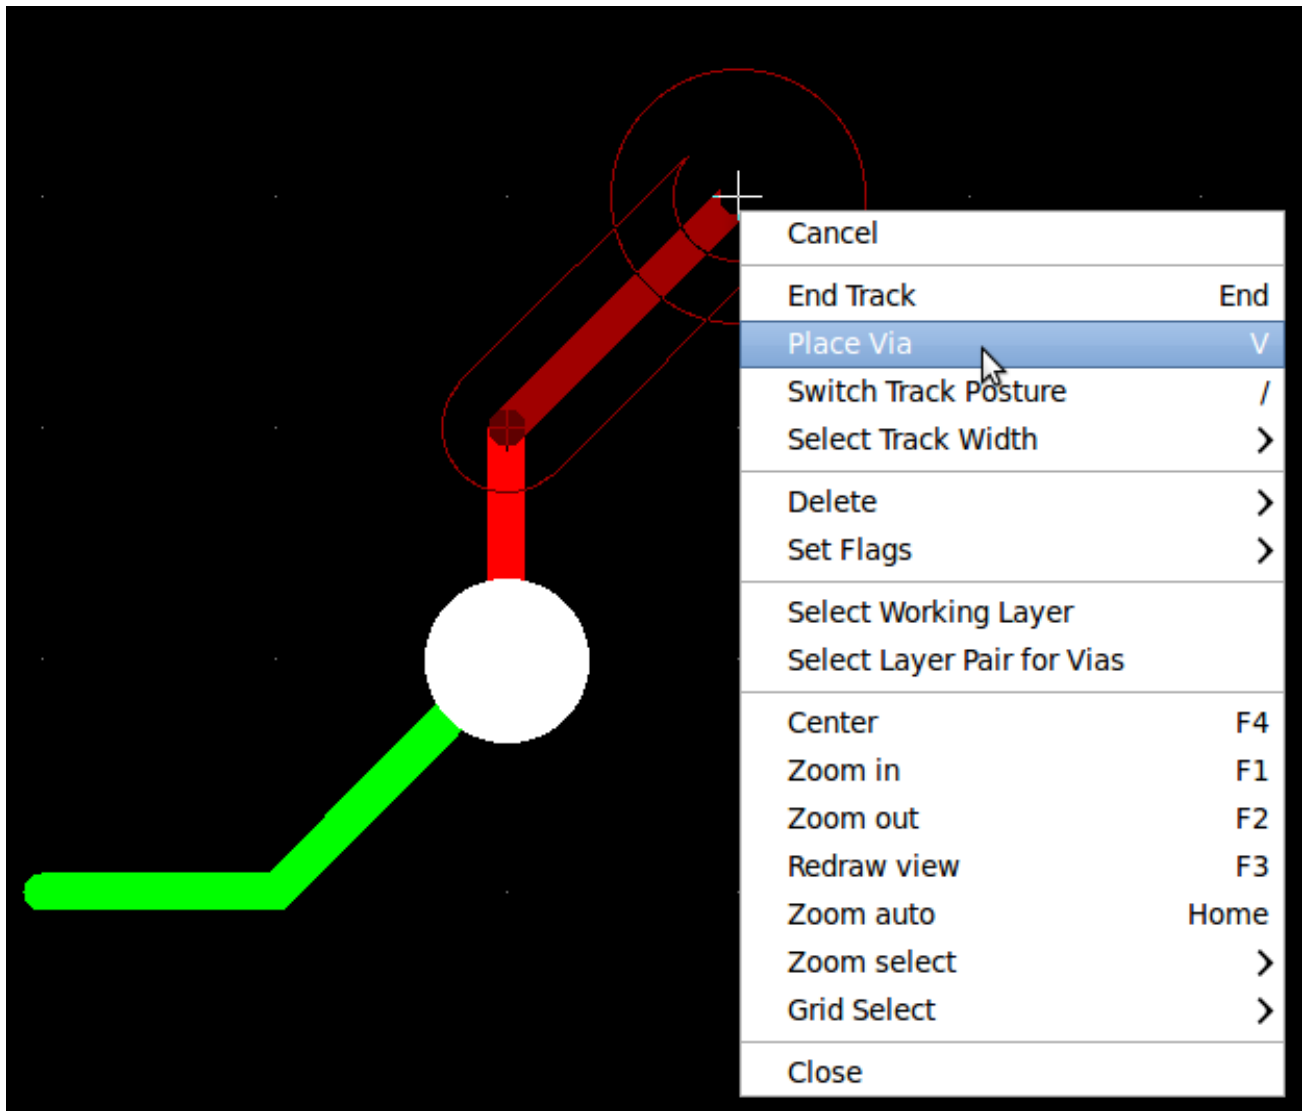 Cancel
End Track End
Place Via V
Switch Track Posture /
Select Track Width
Delete
Set Flags
Select Working Layer
Select Layer Pair for Vias
Center F4
Zoom in F1
Zoom out F2
Redraw view F3
Zoom auto Home
Zoom select
Grid Select
Close